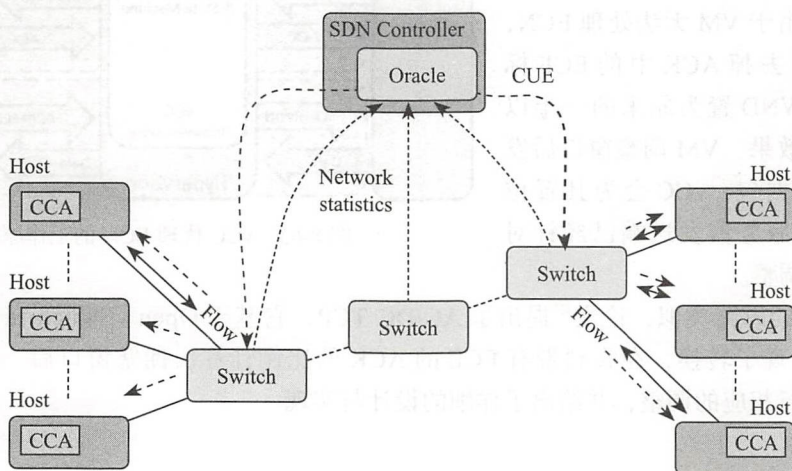 SDN Controller
Oracle
CUE
Network
statistics
Host
CCA
Host
CCA
Host
CCA
Flow
Switch
Switch
Switch
Flow
Host
CCA
Host
CCA
Host
CCA